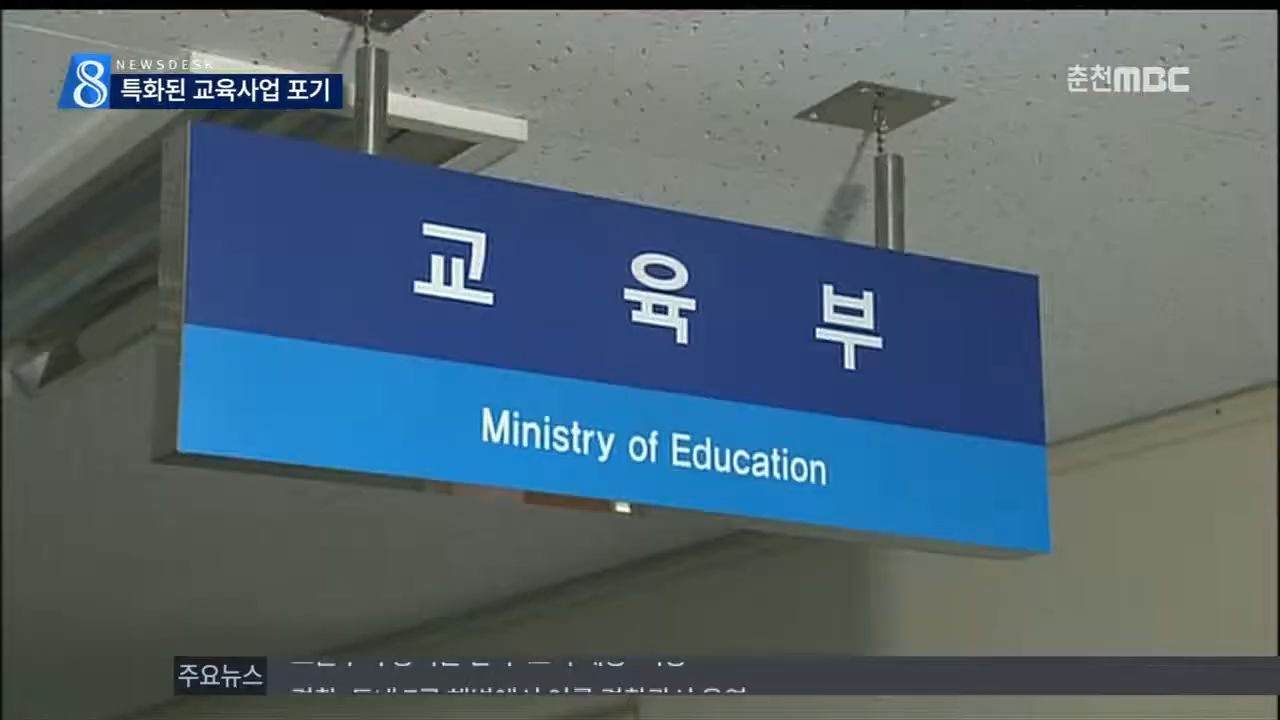 NEWSDESK
8 특화된 교육사업 포기
춘천MBC
교육부
Ministry of Education
주요뉴스